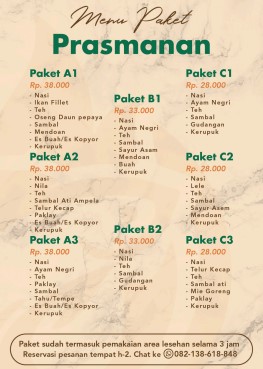 Menu Paket
Prasmanan
Paket A1
Rp. 38.000
- Nasi
- Ikan Fillet
- Teh
- Oseng Daun pepaya
- Sambal
- Mendoan
- Es Buah/Es Kopyor
- Kerupuk
Paket A2
Rp. 38.000
- Nasi
- Nila
- Teh
- Sambal Ati Ampela
- Telur Kecap
- Paklay
- Es Buah/Es Kopyor
- Kerupuk
Paket A3
Rp. 38.000
- Nasi
- Ayam Negri
- Teh
- Paklay
- Sambal
- Tahu/Tempe
- Es Buah/Es Kopyor
- Kerupuk
Paket B1
Rp. 33.000
- Nasi
- Ayam Negri
- Teh
- Sambal
- Sayur Asam
- Mendoan
- Buah
- Kerupuk
Paket B2
Rp. 33.000
- Nasi
- Nila
- Teh
- Sambal
- Gudangan
- Kerupuk
Paket C1
Rp. 28.000
- Nasi
- Ayam Negri
- Teh
- Sambal
- Gudangan
- Kerupuk
Paket C2
Rp. 28.000
- Nasi
- Lele
- Teh
- Sambal
- Sayur Asam
- Mendoan
- Kerupuk
Paket C3
Rp. 28.000
- Nasi
- Telur Kecap
- Teh
- Sambal ati
- Mie Goreng
- Paklay
- Kerupuk
Paket sudah termasuk pemakaian area lesehan selama 3 jam
Reservasi pesanan tempat h-2. Chat ke 082-138-618-848